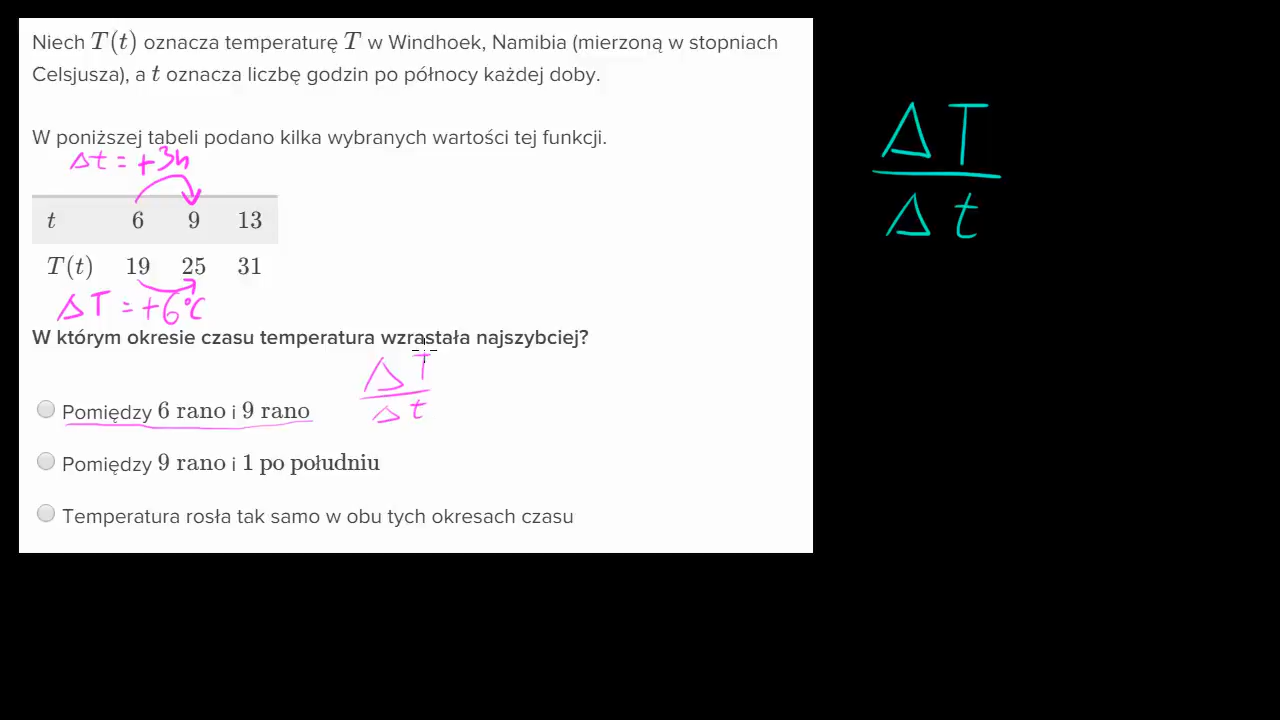 Niech T(t) oznacza temperaturę T w Windhoek, Namibia (mierzoną w stopniach
Celsjusza), a t oznacza liczbę godzin po północy każdej doby.
W poniższej tabeli podano kilka wybranych wartości tej funkcji.
Δt = +3h
t 6 9 13
T(t) 19 25 31
ΔT = +6°C
W którym okresie czasu temperatura wzrastała najszybciej?
ΔT
Δt
Pomiędzy 6 rano i 9 rano
Pomiędzy 9 rano i 1 po południu
Temperatura rosła tak samo w obu tych okresach czasu
ΔT
Δt